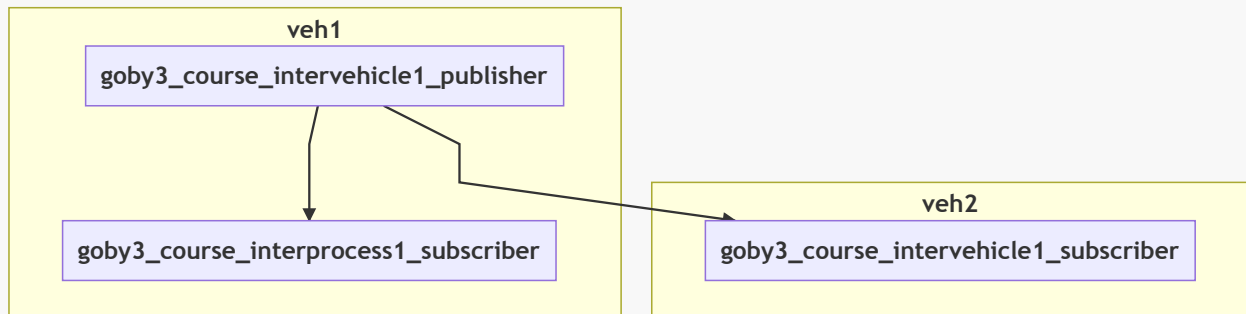 veh1
goby3_course_intervehicle1_publisher
goby3_course_interprocess1_subscriber
veh2
goby3_course_intervehicle1_subscriber